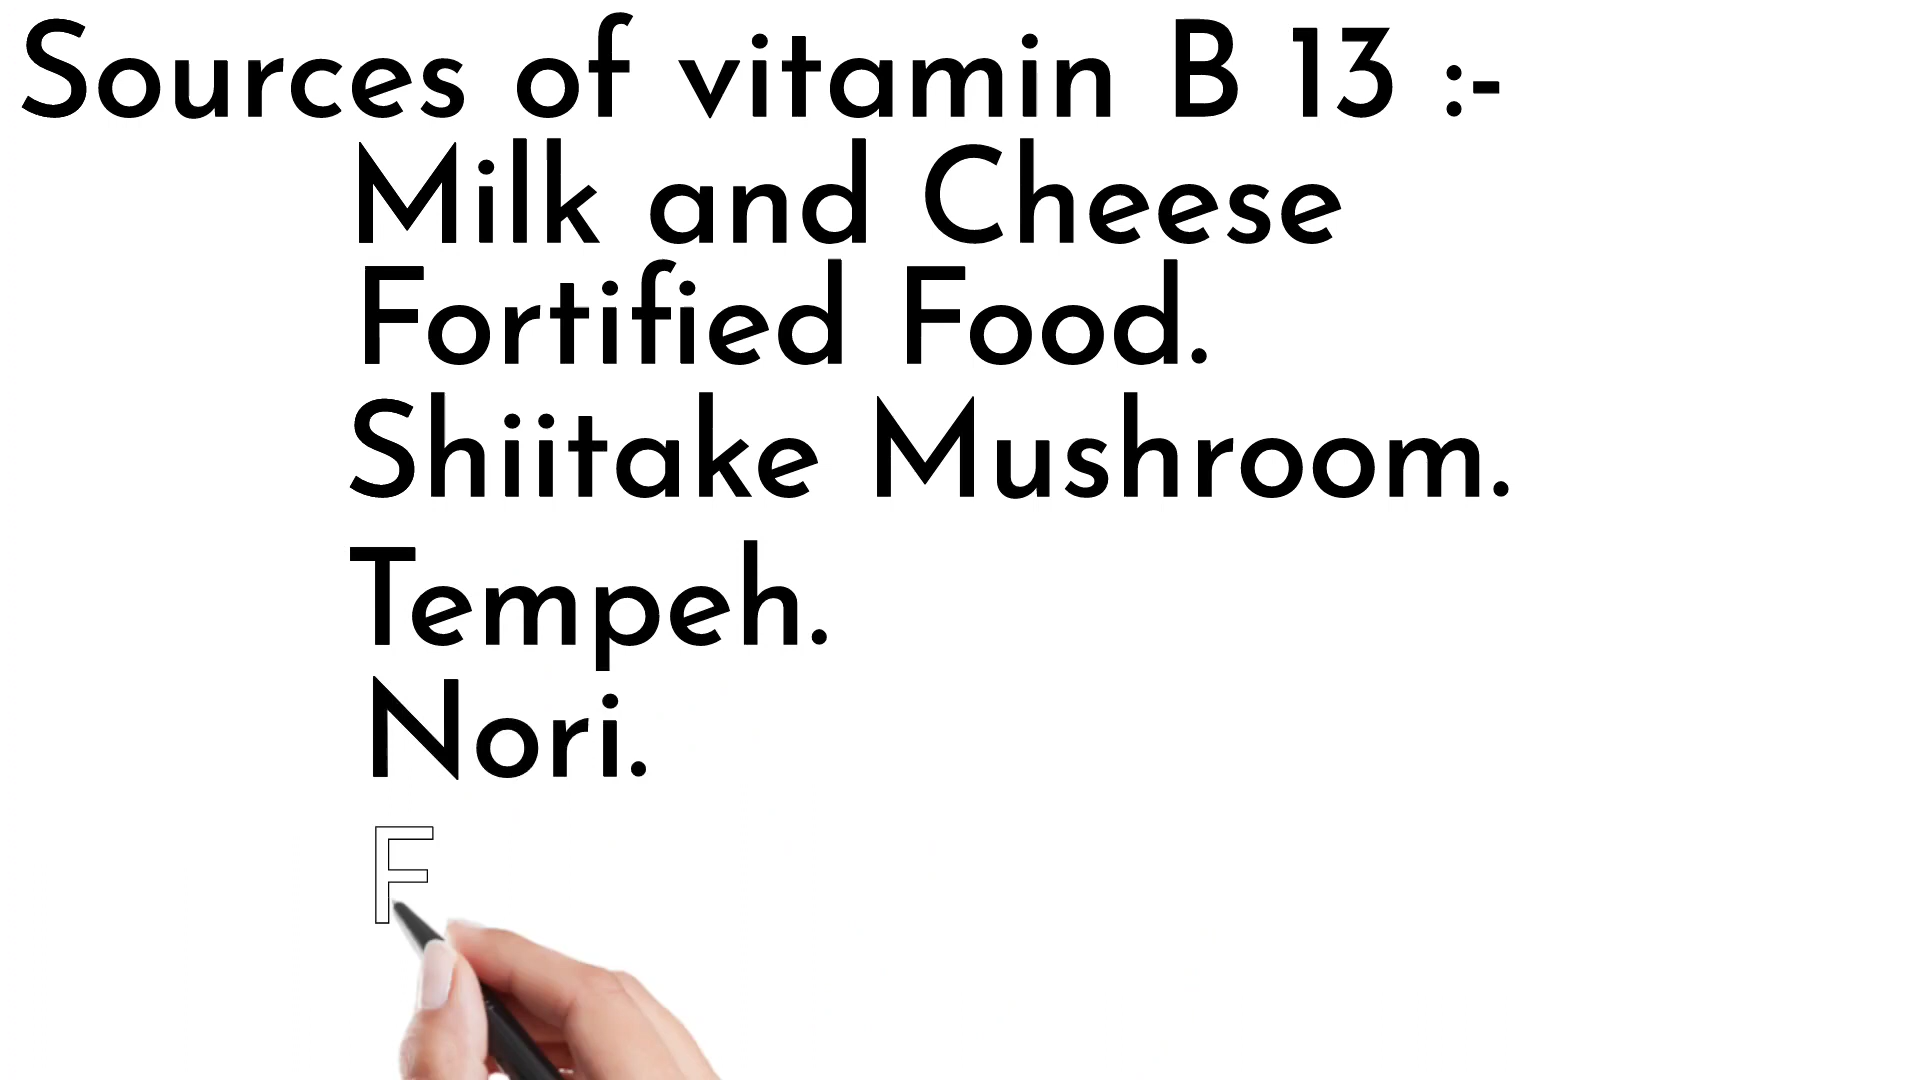 Sources of vitamin B 13 :-
Milk and Cheese
Fortified Food.
Shiitake Mushroom.
Tempeh.
Nori.
F